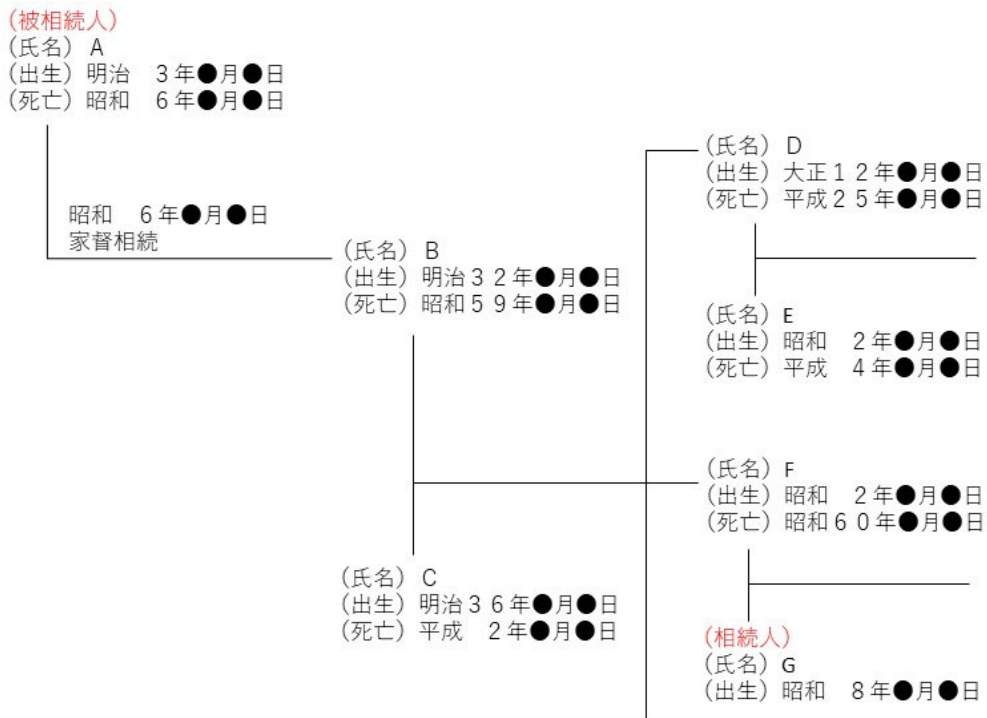 (被相続人)
(氏名) A
(出生) 明治　3年●月●日
(死亡) 昭和　6年●月●日
昭和　6年●月●日
家督相続
(氏名) B
(出生) 明治32年●月●日
(死亡) 昭和59年●月●日
(氏名) C
(出生) 明治36年●月●日
(死亡) 平成　2年●月●日
(氏名) D
(出生) 大正12年●月●日
(死亡) 平成25年●月●日
(氏名) E
(出生) 昭和　2年●月●日
(死亡) 平成　4年●月●日
(氏名) F
(出生) 昭和　2年●月●日
(死亡) 昭和60年●月●日
(相続人)
(氏名) G
(出生) 昭和　8年●月●日